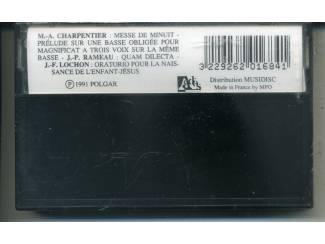 M.-A. CHARPENTIER : MESSE DE MINUIT -
PRÉLUDE SUR UNE BASSE OBLIGÉE POUR
MAGNIFICAT A TROIS VOIX SUR LA MÊME
BASSE - J.-P. RAMEAU : QUAM DILECTA -
J.-F. LOCHON : ORATORIO POUR LA NAIS-
SANCE DE L'ENFANT-JÉSUS
Ⓟ 1991 POLGAR
3 229262 016841
Distribution MUSIDISC
Made in France by MPO